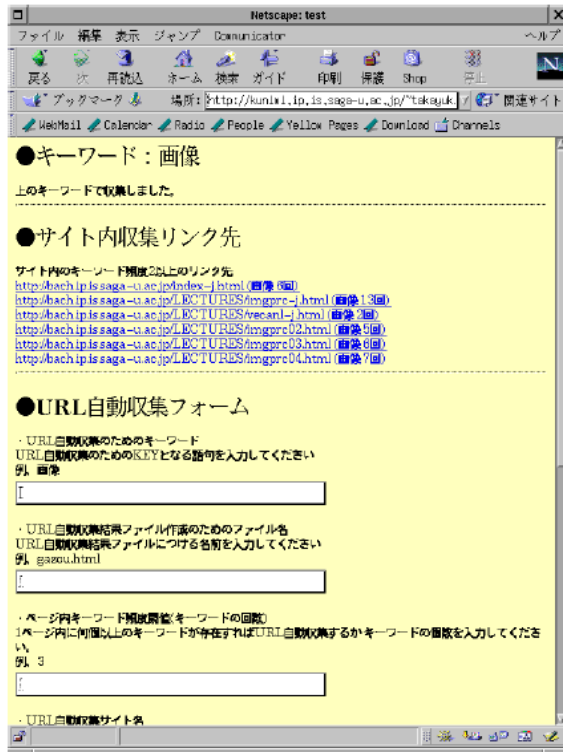 Netscape: test
ファイル 編集 表示 ジャンプ Communicator ヘルプ
戻る 次 再読込 ホーム 検索 ガイド 印刷 保護 Shop 停止
N
ブックマーク 場所: http://kunimi.ip.is.saga-u.ac.jp/~takayuk 関連サイト
WebMail Calendar Radio People Yellow Pages Download Channels
●キーワード：画像
上のキーワードで収集しました。
●サイト内収集リンク先
サイト内のキーワード頻度2以上のリンク先
http://bach.ip.is.saga-u.ac.jp/index-j.html (画像 6回)
http://bach.ip.is.saga-u.ac.jp/LECTURES/imgprc-j.html (画像 13回)
http://bach.ip.is.saga-u.ac.jp/LECTURES/vecanl-j.html (画像 2回)
http://bach.ip.is.saga-u.ac.jp/LECTURES/imgprc02.html (画像 5回)
http://bach.ip.is.saga-u.ac.jp/LECTURES/imgprc03.html (画像 6回)
http://bach.ip.is.saga-u.ac.jp/LECTURES/imgprc04.html (画像 7回)
●URL自動収集フォーム
・URL自動収集のためのキーワード
URL自動収集のためのKEYとなる語句を入力してください
例. 画像
・URL自動収集結果ファイル作成のためのファイル名
URL自動収集結果ファイルにつける名前を入力してください
例. gazou.html
・ページ内キーワード頻度閾値(キーワードの回数)
1ページ内に何個以上のキーワードが存在すればURL自動収集するか キーワードの個数を入力してくださ
い。
例. 3
・URL自動収集サイト名